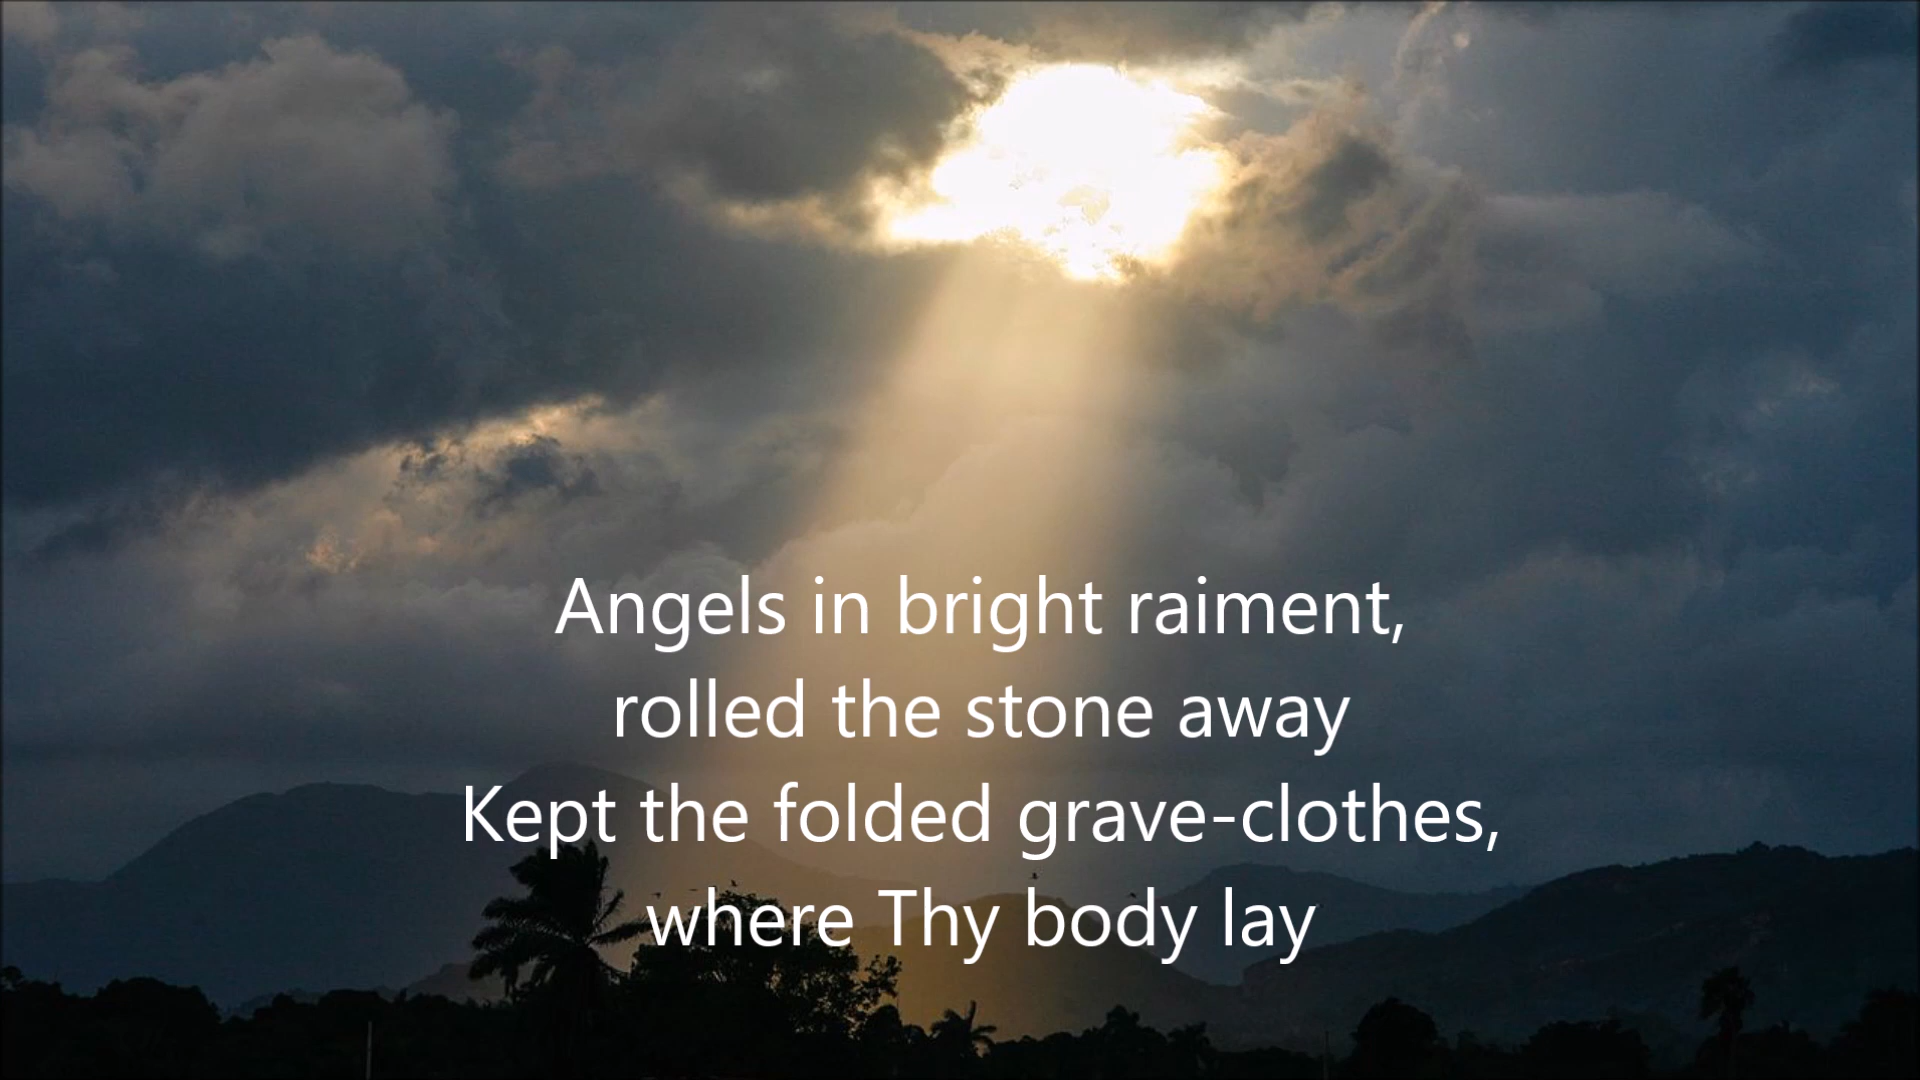 Angels in bright raiment,
rolled the stone away
Kept the folded grave-clothes,
where Thy body lay